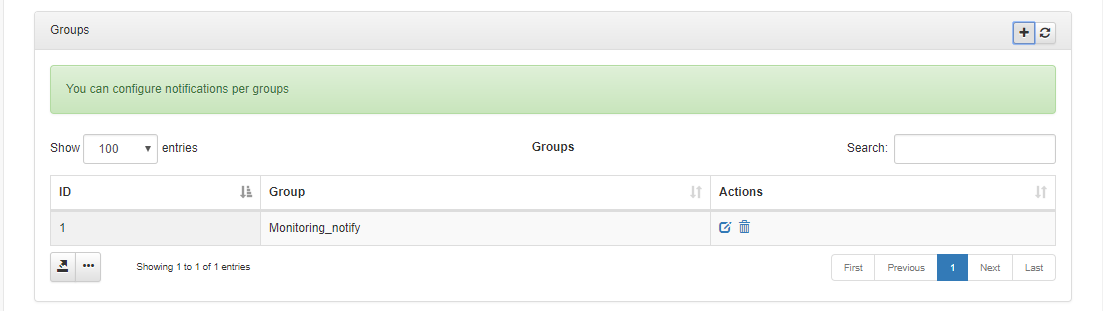 Groups
You can configure notifications per groups
Show 100 entries Groups Search:
ID Group Actions
1 Monitoring_notify
Showing 1 to 1 of 1 entries First Previous 1 Next Last